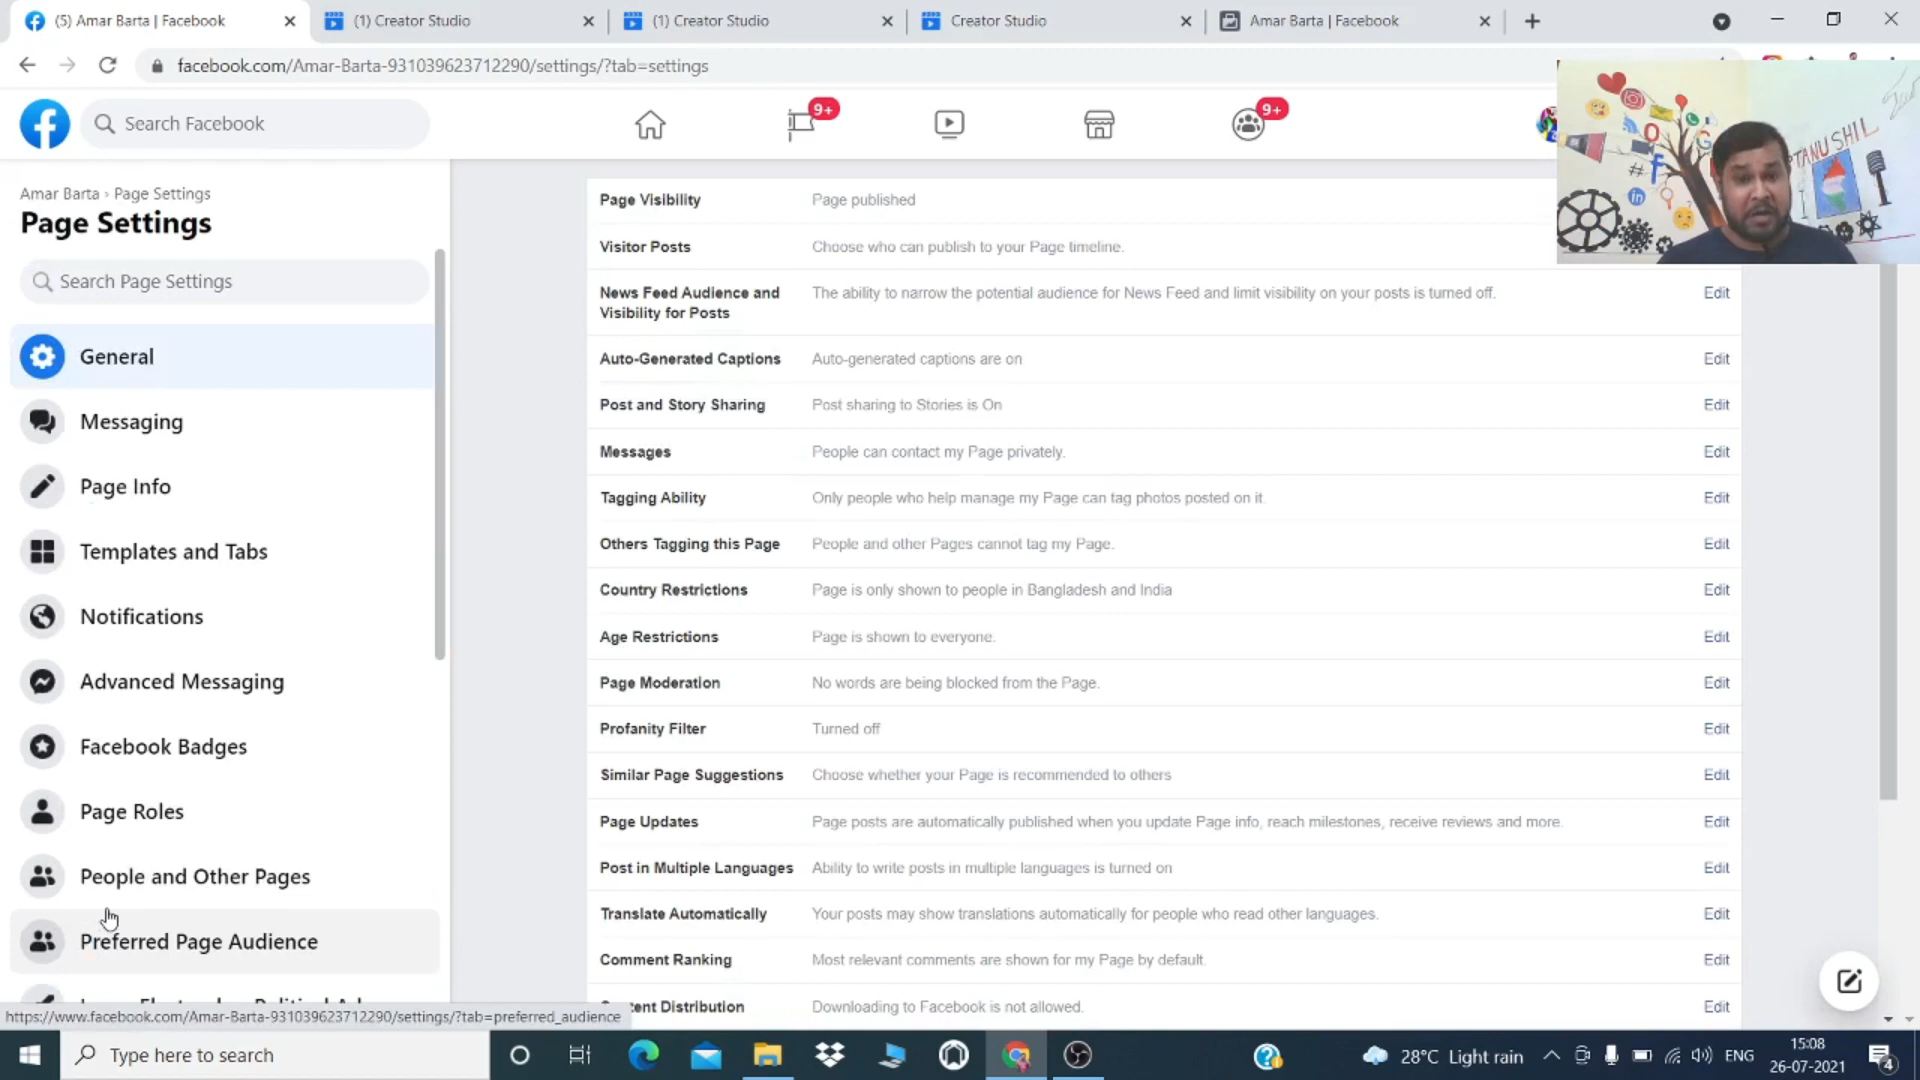 (5) Amar Barta | Facebook
(1) Creator Studio
(1) Creator Studio
Creator Studio
Amar Barta | Facebook
facebook.com/Amar-Barta-931039623712290/settings/?tab=settings
Search Facebook
9+
9+
PTANUSHIL
Amar Barta › Page Settings
Page Settings
Search Page Settings
General
Messaging
Page Info
Templates and Tabs
Notifications
Advanced Messaging
Facebook Badges
Page Roles
People and Other Pages
Preferred Page Audience
https://www.facebook.com/Amar-Barta-931039623712290/settings/?tab=preferred_audience
Page Visibility Page published
Visitor Posts Choose who can publish to your Page timeline.
News Feed Audience and The ability to narrow the potential audience for News Feed and limit visibility on your posts is turned off. Edit
Visibility for Posts
Auto-Generated Captions Auto-generated captions are on Edit
Post and Story Sharing Post sharing to Stories is On Edit
Messages People can contact my Page privately. Edit
Tagging Ability Only people who help manage my Page can tag photos posted on it. Edit
Others Tagging this Page People and other Pages cannot tag my Page. Edit
Country Restrictions Page is only shown to people in Bangladesh and India Edit
Age Restrictions Page is shown to everyone. Edit
Page Moderation No words are being blocked from the Page. Edit
Profanity Filter Turned off Edit
Similar Page Suggestions Choose whether your Page is recommended to others Edit
Page Updates Page posts are automatically published when you update Page info, reach milestones, receive reviews and more. Edit
Post in Multiple Languages Ability to write posts in multiple languages is turned on Edit
Translate Automatically Your posts may show translations automatically for people who read other languages. Edit
Comment Ranking Most relevant comments are shown for my Page by default. Edit
tent Distribution Downloading to Facebook is not allowed. Edit
Type here to search
28°C Light rain
ENG
15:08
26-07-2021
4